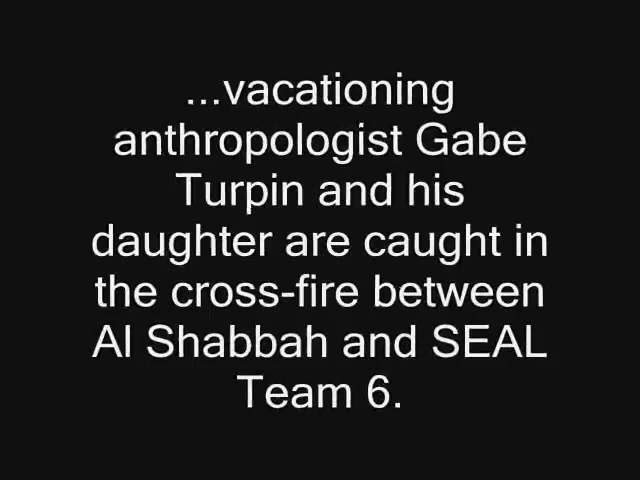 ...vacationing
anthropologist Gabe
Turpin and his
daughter are caught in
the cross-fire between
Al Shabbah and SEAL
Team 6.